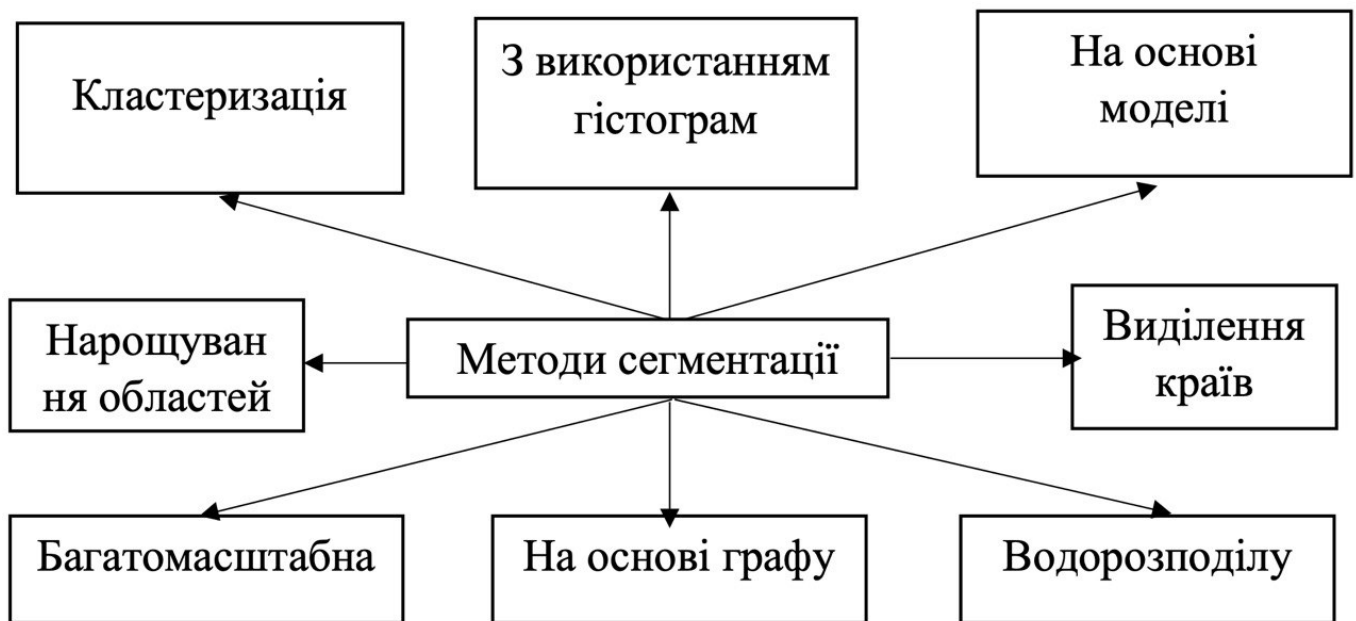 Кластеризація
З використанням
гістограм
На основі
моделі
Нарощуван
ня областей
Методи сегментації
Виділення
країв
Багатомасштабна
На основі графу
Водорозподілу